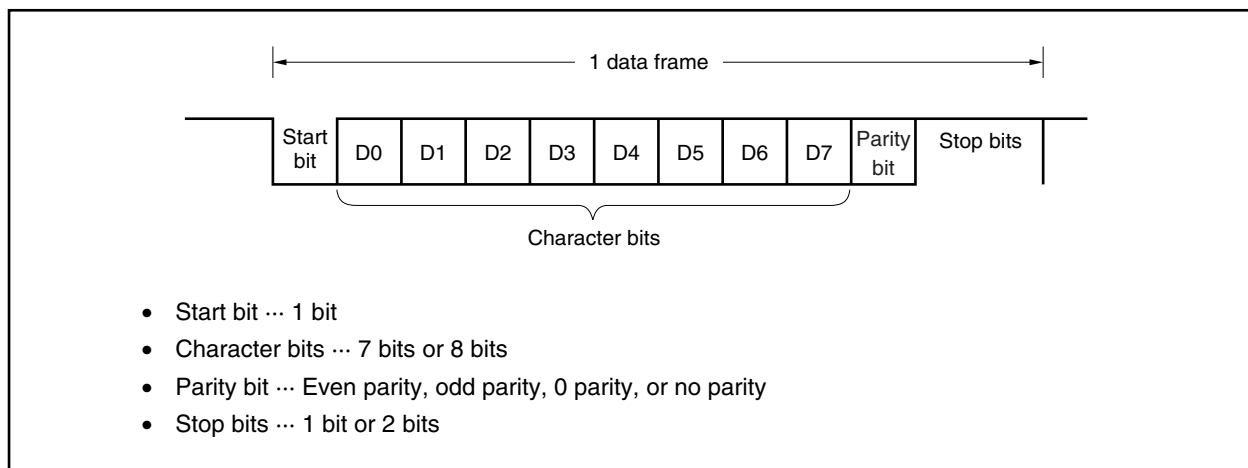 1 data frame
Start bit
D0 D1 D2 D3 D4 D5 D6 D7
Parity bit
Stop bits
Character bits
• Start bit ··· 1 bit
• Character bits ··· 7 bits or 8 bits
• Parity bit ··· Even parity, odd parity, 0 parity, or no parity
• Stop bits ··· 1 bit or 2 bits